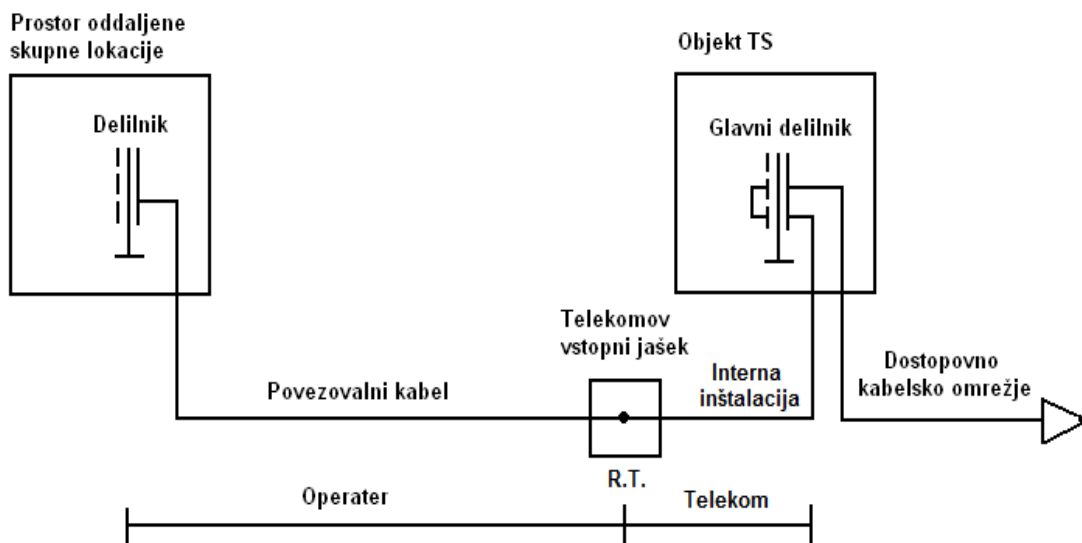 Prostor oddaljene
skupne lokacije
Objekt TS
Delilnik
Glavni delilnik
Telekomov
vstopni jašek
Povezovalni kabel
Interna
inštalacija
Dostopovno
kabelsko omrežje
R.T.
Operater
Telekom